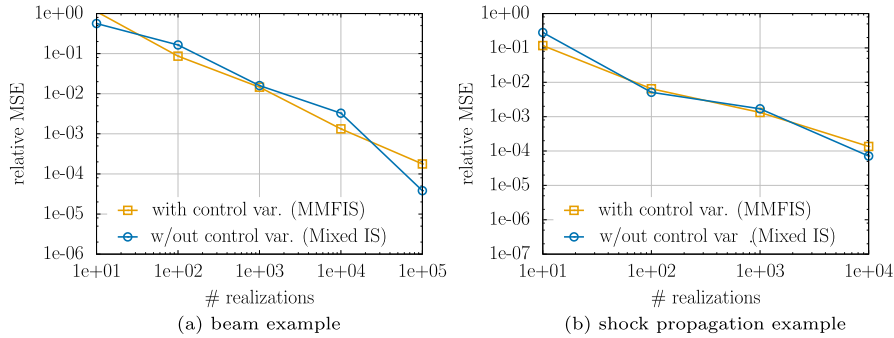 1e+00
1e-01
1e-02
1e-03
1e-04
1e-05
1e-06
relative MSE
with control var. (MMFIS)
w/out control var. (Mixed IS)
1e+01 1e+02 1e+03 1e+04 1e+05
# realizations
(a) beam example
1e+00
1e-01
1e-02
1e-03
1e-04
1e-05
1e-06
1e-07
relative MSE
with control var. (MMFIS)
w/out control var .(Mixed IS)
1e+01 1e+02 1e+03 1e+04
# realizations
(b) shock propagation example